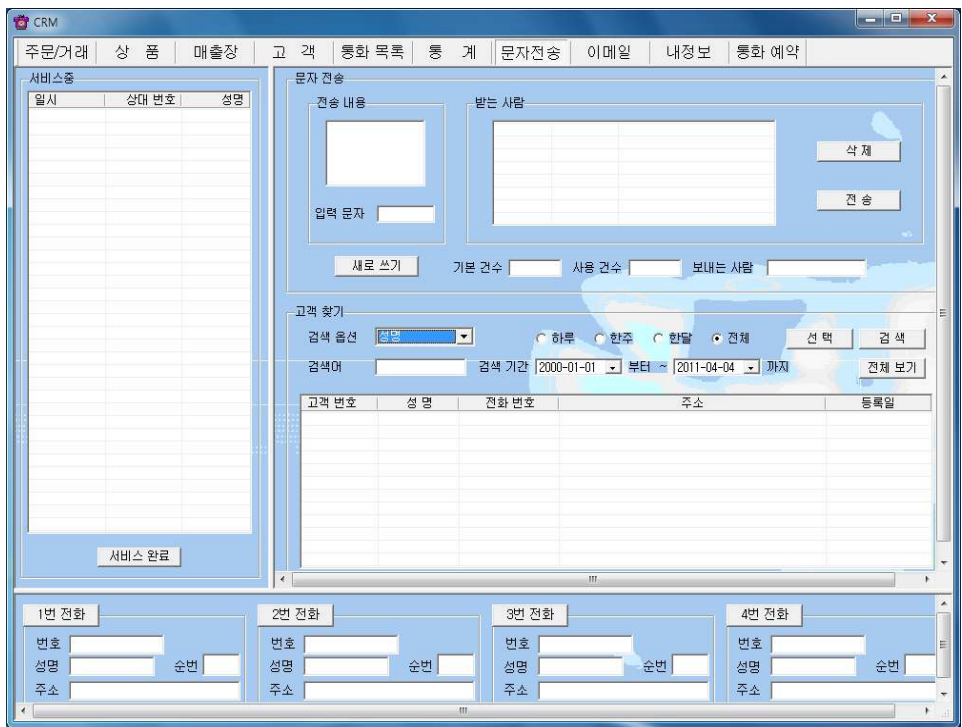 CRM
주문/거래 상 품 매출장 고 객 통화 목록 통 계 문자전송 이메일 내정보 통화 예약
서비스중
일시 상대 번호 성명
서비스 완료
문자 전송
전송 내용
입력 문자
받는 사람
삭 제
전 송
새로 쓰기 기본 건수 사용 건수 보내는 사람
고객 찾기
검색 옵션 성명 하루 한주 한달 전체 선 택 검 색
검색어 검색 기간 2000-01-01 부터 ~ 2011-04-04 까지 전체 보기
고객 번호 성 명 전화 번호 주소 등록일
1번 전화 2번 전화 3번 전화 4번 전화
번호 번호 번호 번호
성명 순번 성명 순번 성명 순번 성명 순번
주소 주소 주소 주소